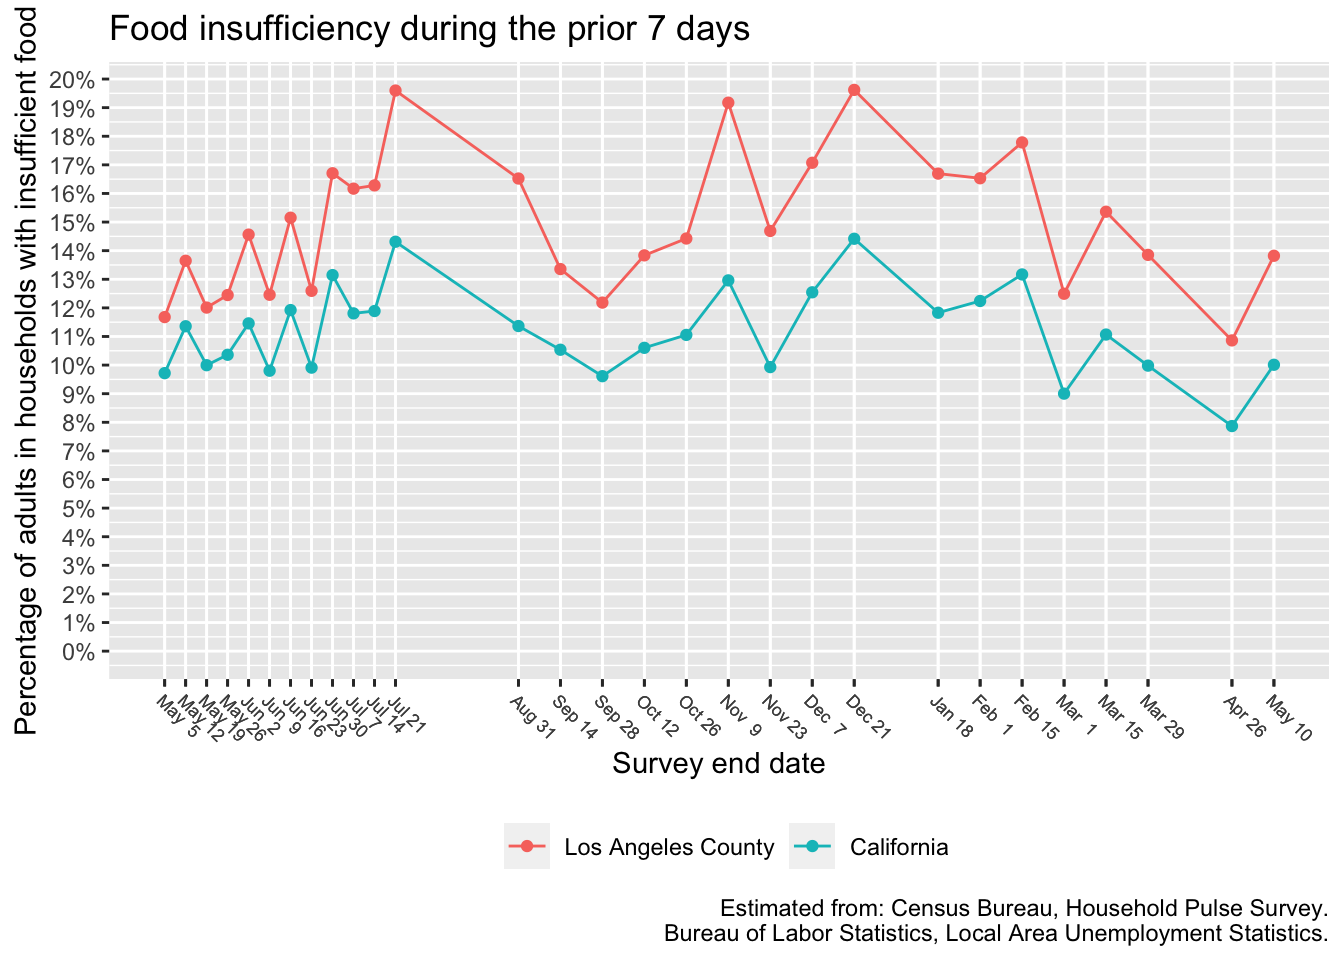 Food insufficiency during the prior 7 days
Percentage of adults in households with insufficient food
20%
19%
18%
17%
16%
15%
14%
13%
12%
11%
10%
9%
8%
7%
6%
5%
4%
3%
2%
1%
0%
May 5
May 12
May 19
May 26
Jun 2
Jun 9
Jun 16
Jun 23
Jun 30
Jul 7
Jul 14
Jul 21
Aug 31
Sep 14
Sep 28
Oct 12
Oct 26
Nov 9
Nov 23
Dec 7
Dec 21
Jan 18
Feb 1
Feb 15
Mar 1
Mar 15
Mar 29
Apr 26
May 10
Survey end date
Los Angeles County
California
Estimated from: Census Bureau, Household Pulse Survey.
Bureau of Labor Statistics, Local Area Unemployment Statistics.